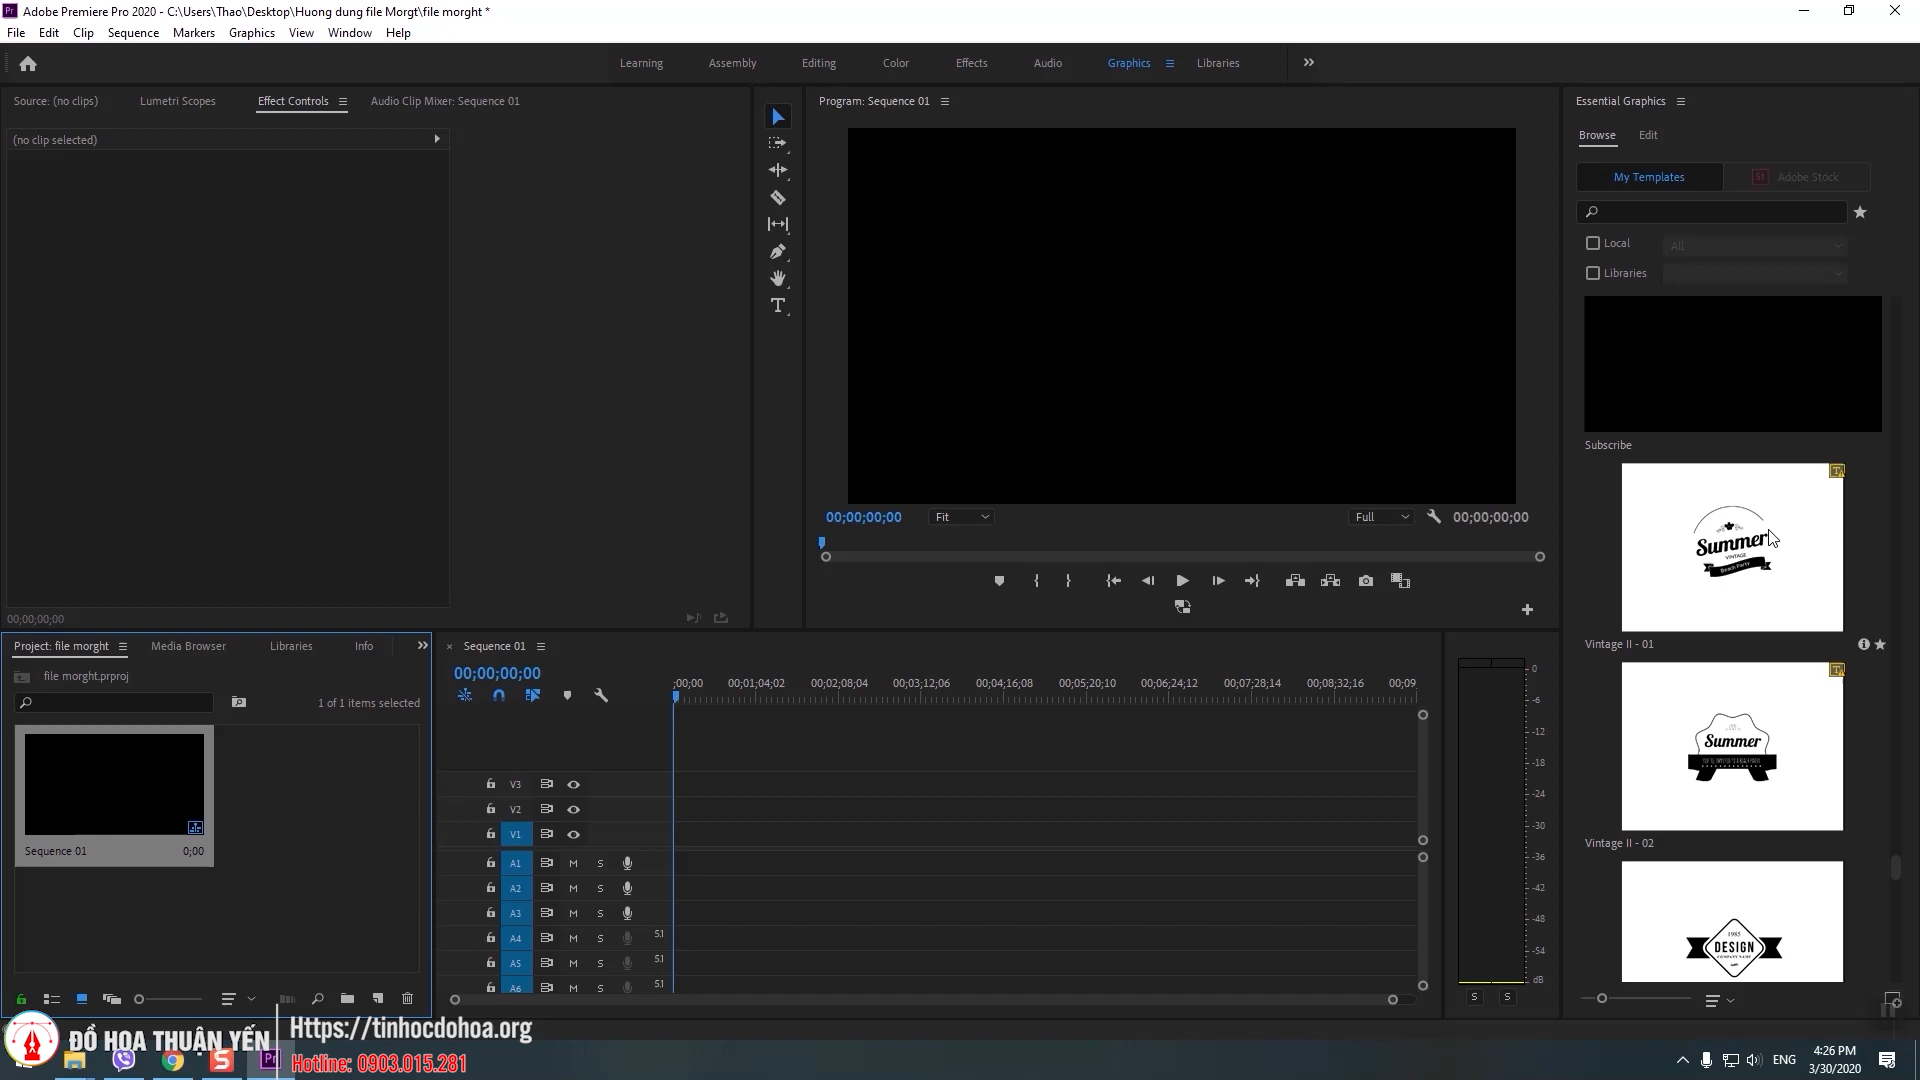 Adobe Premiere Pro 2020 - C:\Users\Thao\Desktop\Huong dung file Morgt\file morght *
File Edit Clip Sequence Markers Graphics View Window Help
Learning Assembly Editing Color Effects Audio Graphics Libraries
Source: (no clips) Lumetri Scopes Effect Controls Audio Clip Mixer: Sequence 01
(no clip selected)
00;00;00;00
Program: Sequence 01
00;00;00;00 Fit Full 00;00;00;00
Essential Graphics
Browse Edit
My Templates St Adobe Stock
Local All
Libraries
Subscribe
Summer
VINTAGE
Beach Party
Vintage II - 01
Summer
Vintage II - 02
1985
DESIGN
COMPANY NAME
Project: file morght Media Browser Libraries Info
file morght.prproj
1 of 1 items selected
Sequence 01 0;00
Sequence 01
00;00;00;00
;00;00 00;01;04;02 00;02;08;04 00;03;12;06 00;04;16;08 00;05;20;10 00;06;24;12 00;07;28;14 00;08;32;16 00;09
V3
V2
V1
A1 M S
A2 M S
A3 M S
A4 M S 5.1
A5 M S 5.1
A6 M S 5.1
0
-6
-12
-18
-24
-30
-36
-42
-48
-54
dB
S S
ĐỒ HỌA THUẬN YẾN
Https://tinhocdohoa.org
Hotline: 0903.015.281
Pr
ENG
4:26 PM
3/30/2020